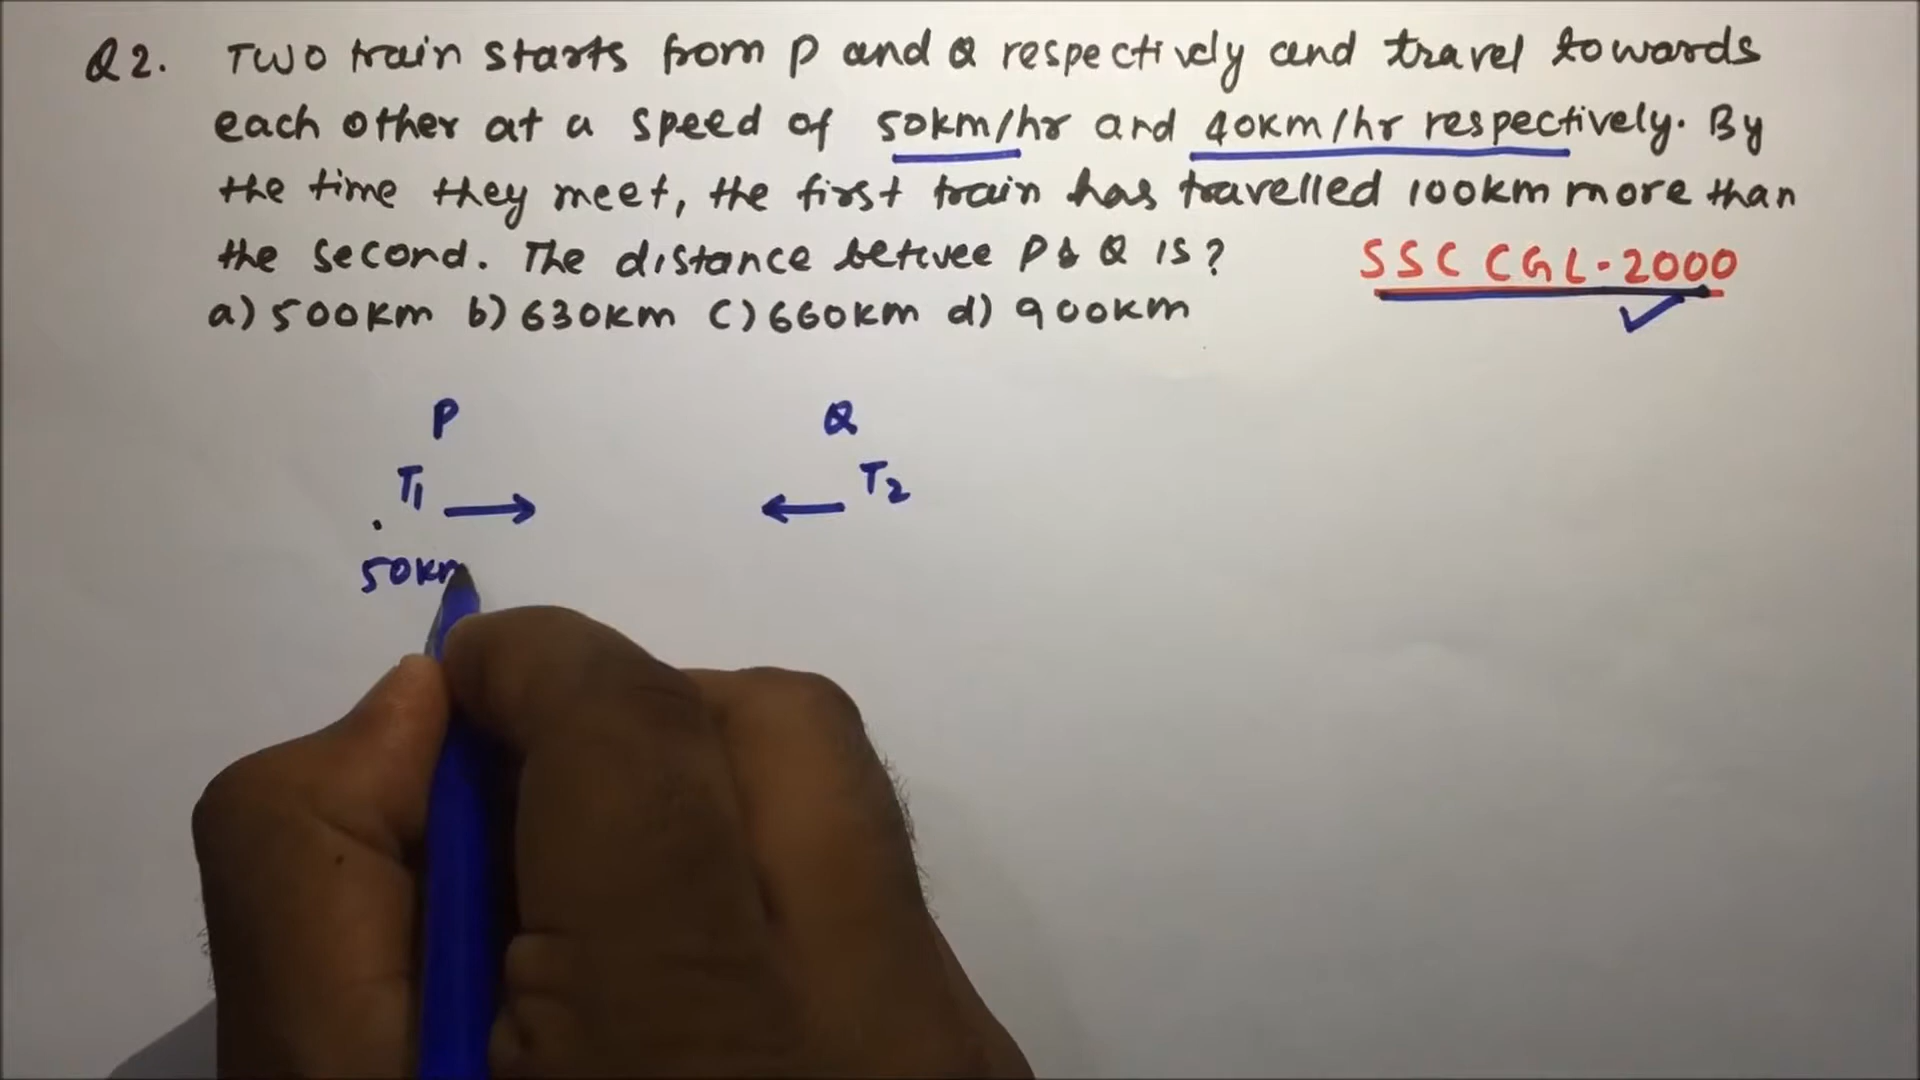 Q2. Two train starts from P and Q respectively and travel towards
each other at a speed of 50km/hr and 40km/hr respectively. By
the time they meet, the first train has travelled 100km more than
the second. The distance betwee P & Q is?
SSC CGL-2000
a) 500km b) 630km c) 660km d) 900km
P Q
T1 T2
50km